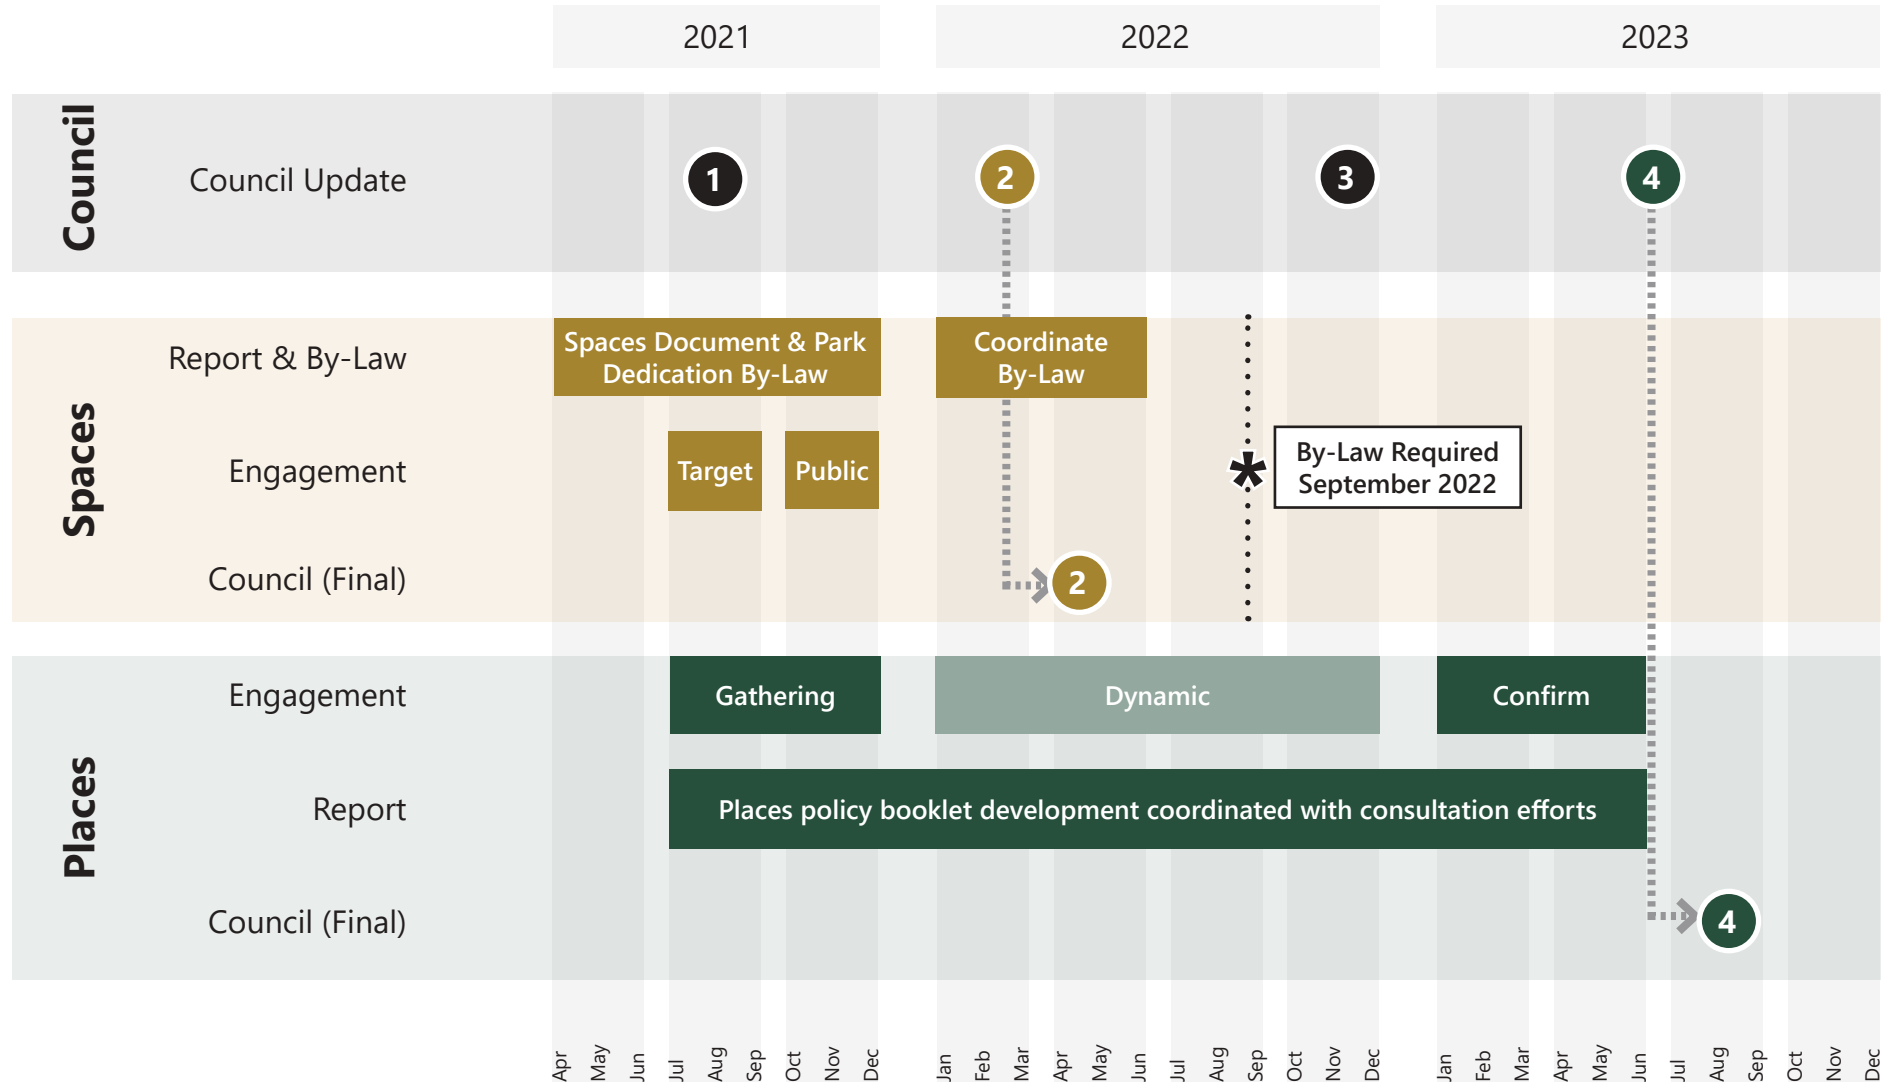 2021
2022
2023
Council
Council Update
1
2
3
4
Spaces
Report & By-Law
Spaces Document & Park
Dedication By-Law
Coordinate
By-Law
Engagement
Target
Public
*
By-Law Required
September 2022
Council (Final)
2
Places
Engagement
Gathering
Dynamic
Confirm
Report
Places policy booklet development coordinated with consultation efforts
Council (Final)
4
Apr
May
Jun
Jul
Aug
Sep
Oct
Nov
Dec
Jan
Feb
Mar
Apr
May
Jun
Jul
Aug
Sep
Oct
Nov
Dec
Jan
Feb
Mar
Apr
May
Jun
Jul
Aug
Sep
Oct
Nov
Dec